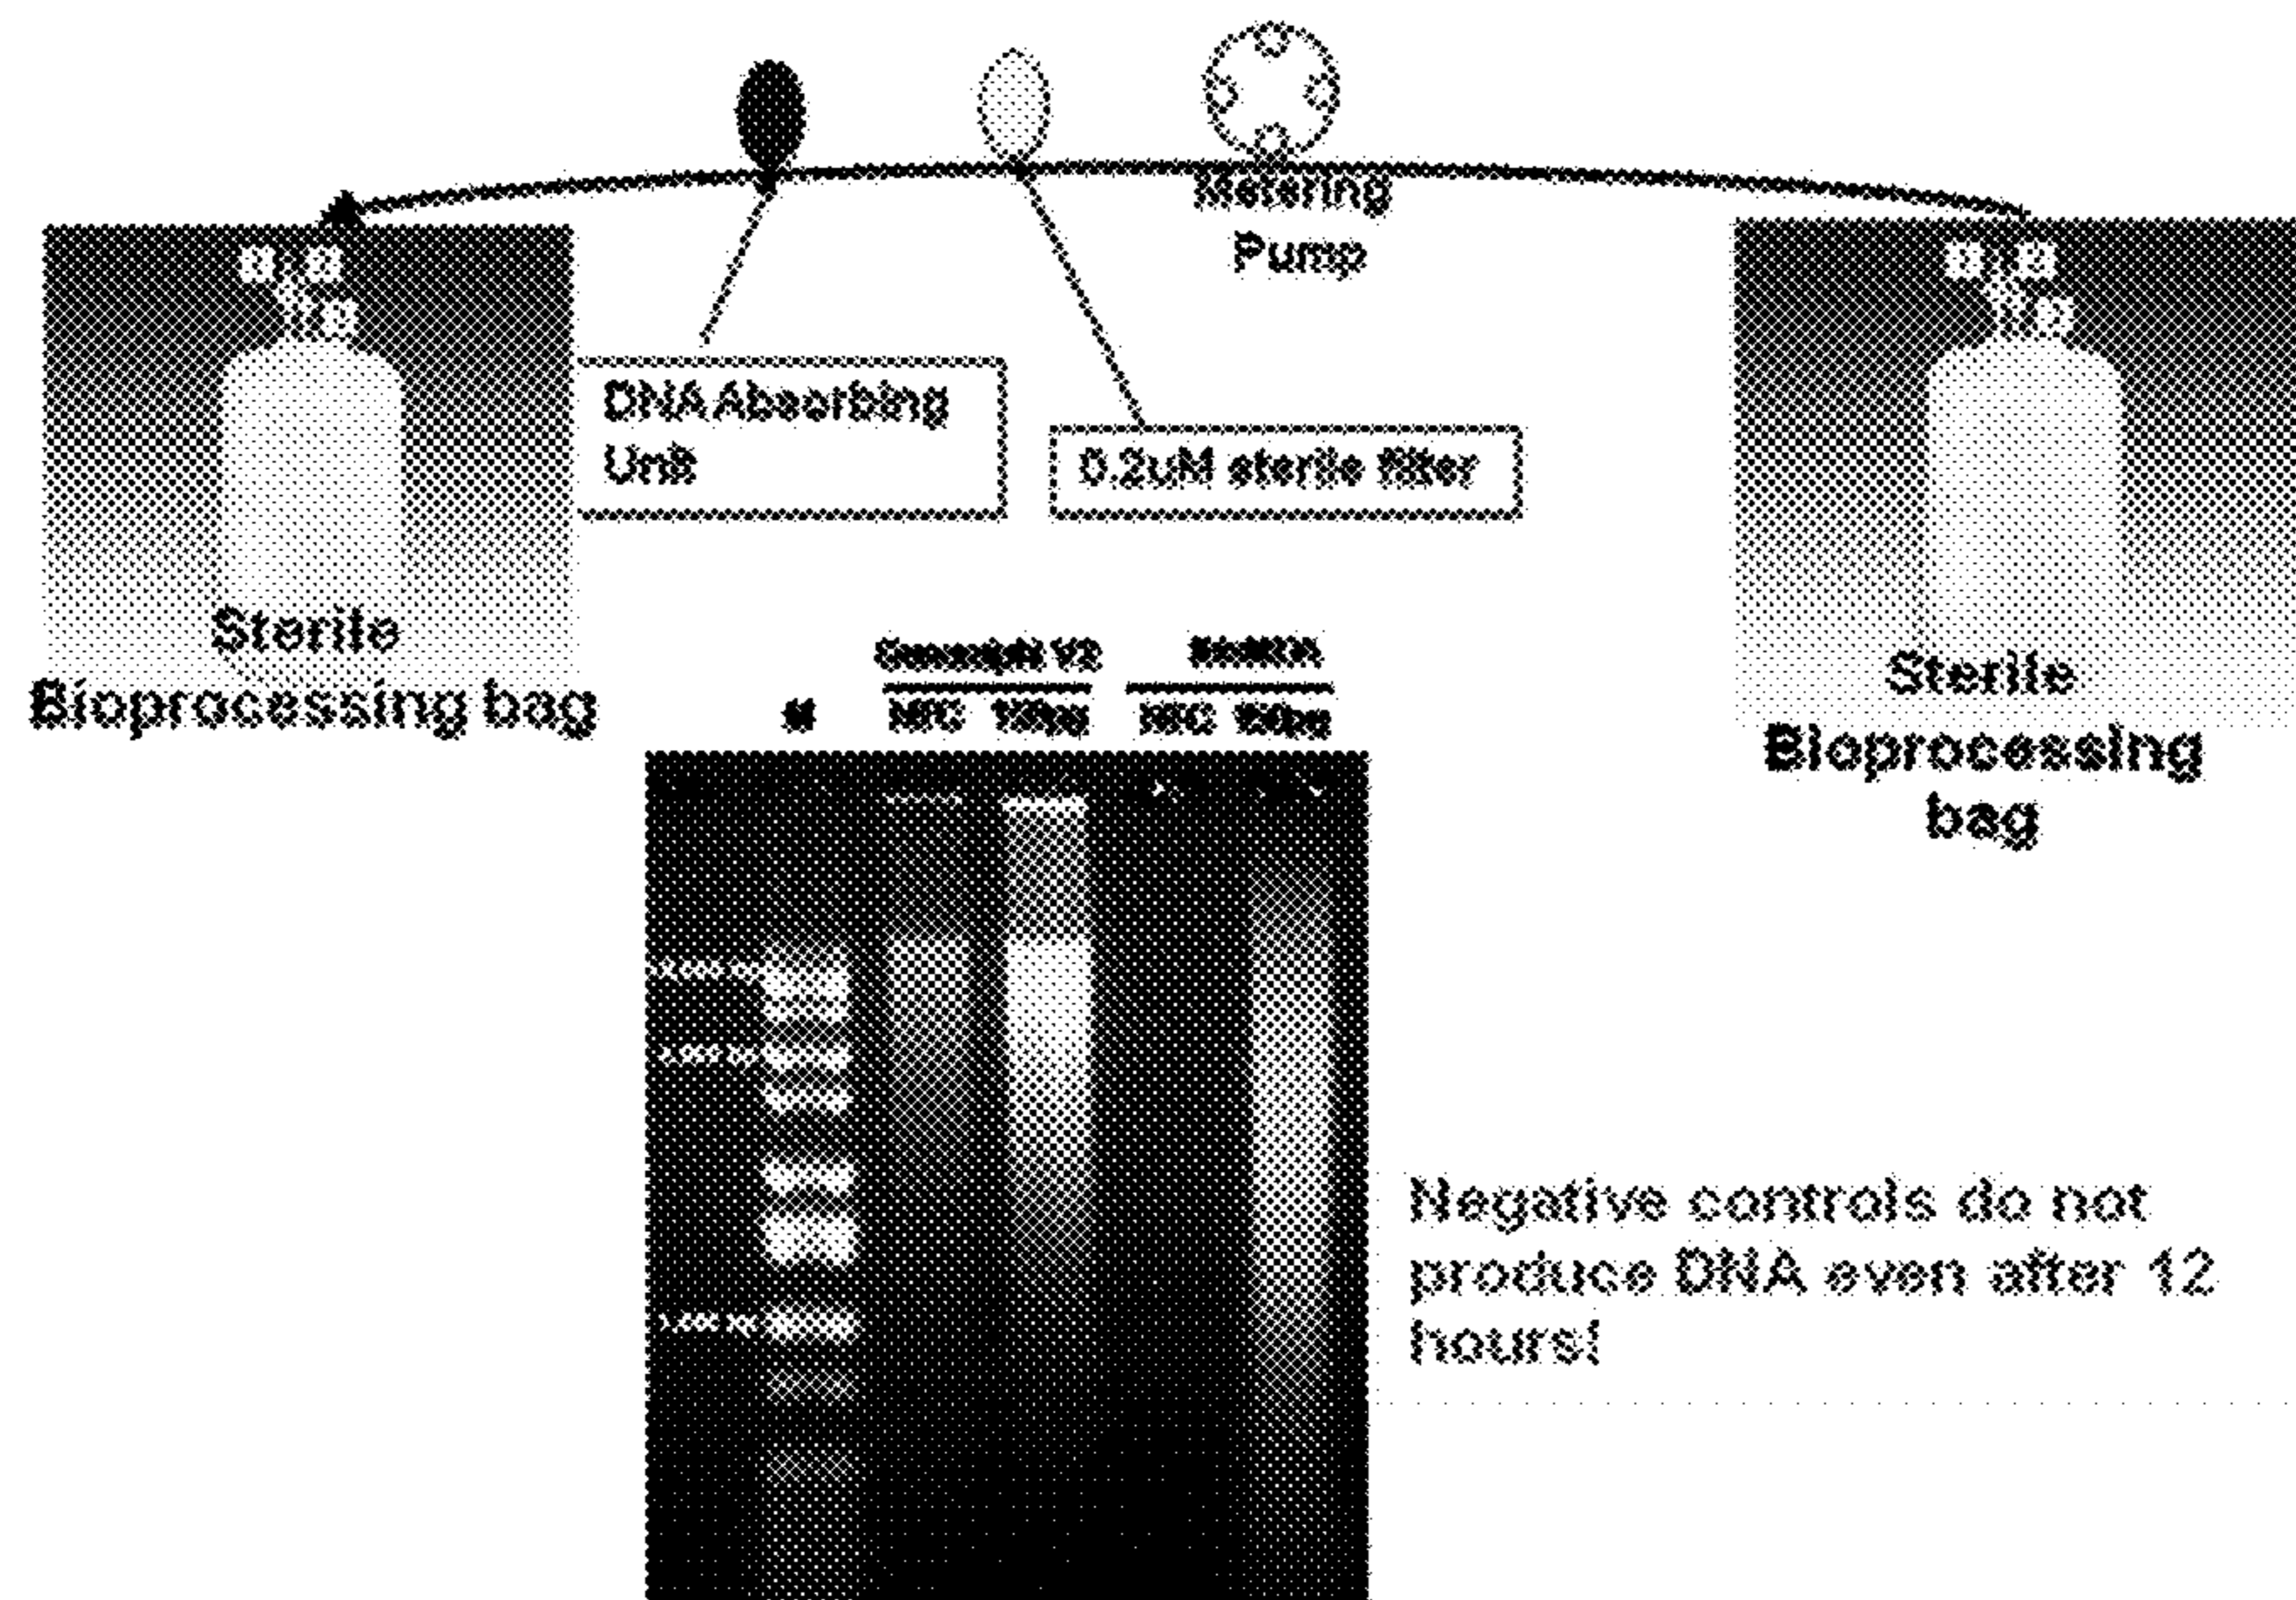 Metering
Pump
DNA Absorbing
Unit
0.2uM sterile filter
Sterile
Bioprocessing bag
Sterile
Bioprocessing
bag
M NTC NTC
Negative controls do not
produce DNA even after 12
hours!